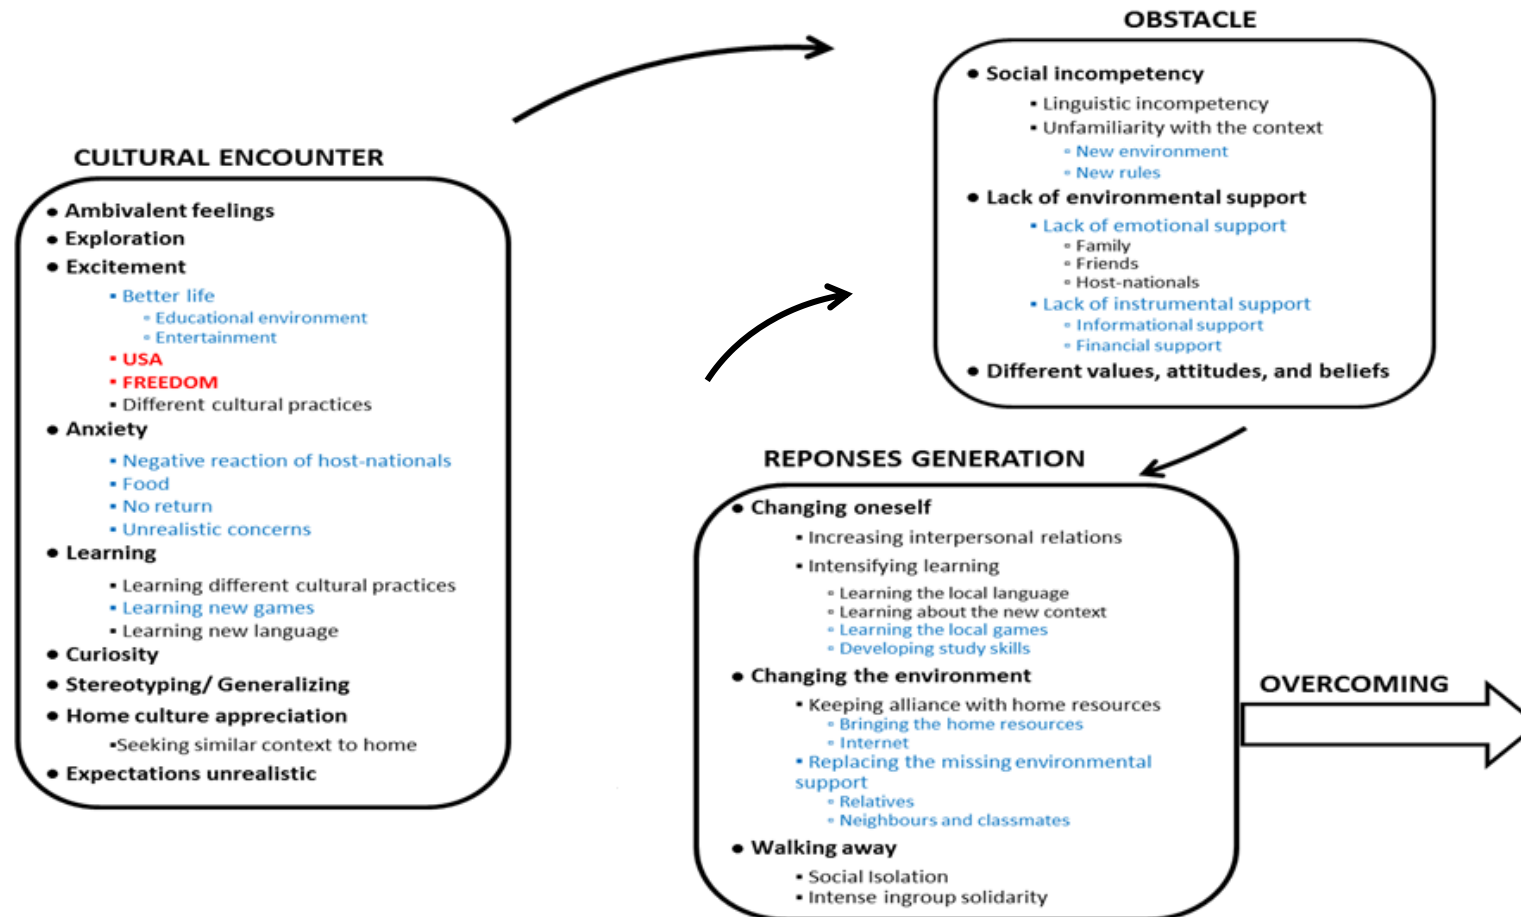 CULTURAL ENCOUNTER
● Ambivalent feelings
● Exploration
● Excitement
▪ Better life
▫ Educational environment
▫ Entertainment
▪ USA
▪ FREEDOM
▪ Different cultural practices
● Anxiety
▪ Negative reaction of host-nationals
▪ Food
▪ No return
▪ Unrealistic concerns
● Learning
▪ Learning different cultural practices
▪ Learning new games
▪ Learning new language
● Curiosity
● Stereotyping/ Generalizing
● Home culture appreciation
▪Seeking similar context to home
● Expectations unrealistic
OBSTACLE
● Social incompetency
▪ Linguistic incompetency
▪ Unfamiliarity with the context
▫ New environment
▫ New rules
● Lack of environmental support
▪ Lack of emotional support
▫ Family
▫ Friends
▫ Host-nationals
▪ Lack of instrumental support
▫ Informational support
▫ Financial support
● Different values, attitudes, and beliefs
REPONSES GENERATION
● Changing oneself
▪ Increasing interpersonal relations
▪ Intensifying learning
▫ Learning the local language
▫ Learning about the new context
▫ Learning the local games
▫ Developing study skills
● Changing the environment
▪ Keeping alliance with home resources
▫ Bringing the home resources
▫ Internet
▪ Replacing the missing environmental
support
▫ Relatives
▫ Neighbours and classmates
● Walking away
▪ Social Isolation
▪ Intense ingroup solidarity
OVERCOMING